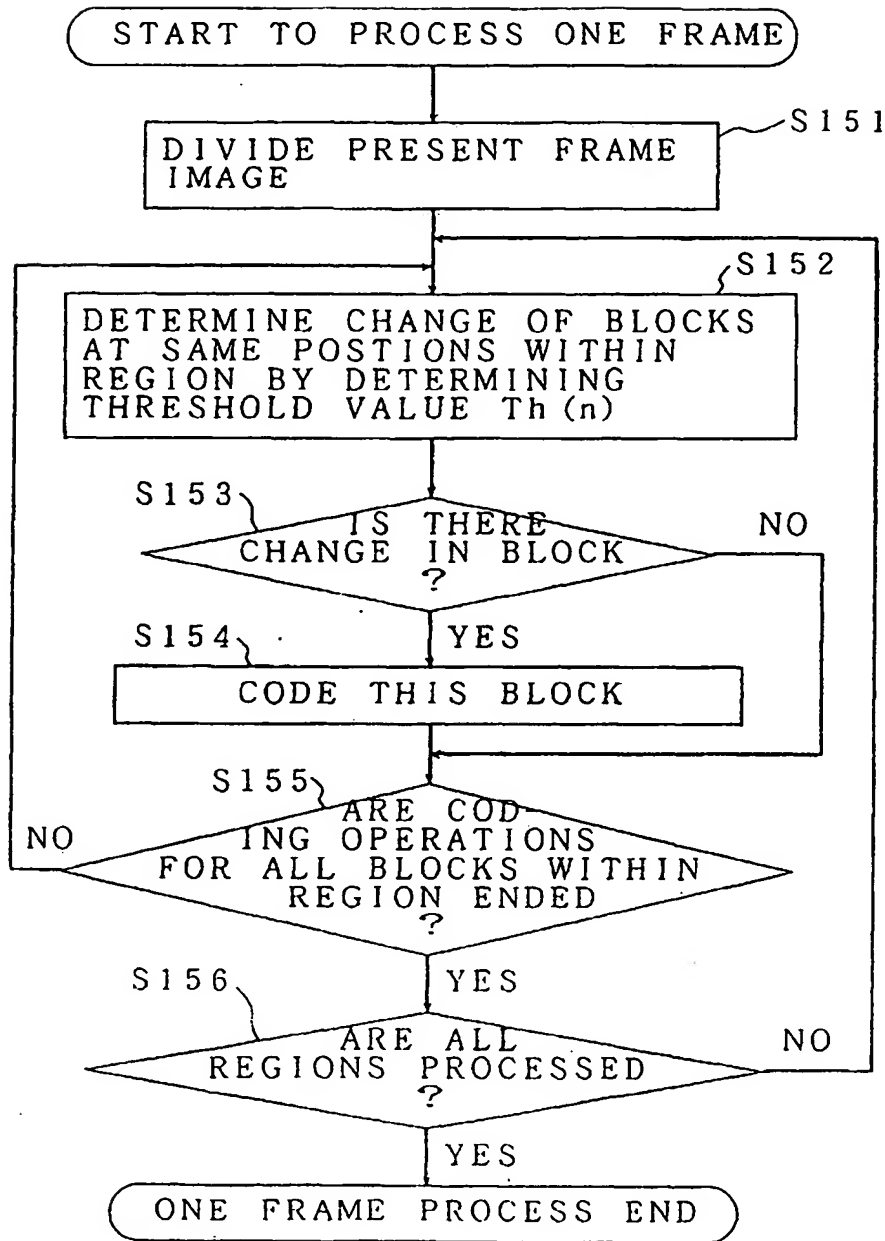 START TO PROCESS ONE FRAME
S151
DIVIDE PRESENT FRAME
IMAGE
S152
DETERMINE CHANGE OF BLOCKS
AT SAME POSTIONS WITHIN
REGION BY DETERMINING
THRESHOLD VALUE Th(n)
S153
IS THERE
CHANGE IN BLOCK
?
NO
YES
S154
CODE THIS BLOCK
S155
ARE COD-
ING OPERATIONS
FOR ALL BLOCKS WITHIN
REGION ENDED
?
NO
YES
S156
ARE ALL
REGIONS PROCESSED
?
NO
YES
ONE FRAME PROCESS END